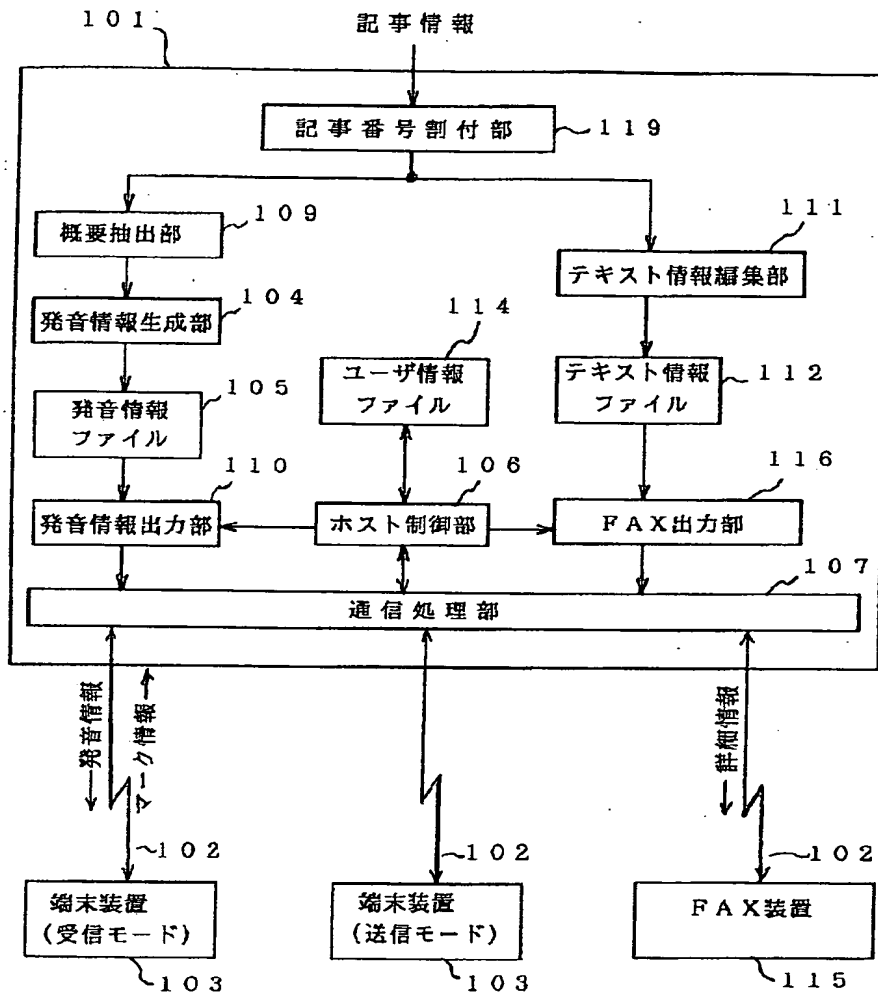 101
記事情報
記事番号割付部
119
概要抽出部
109
111
テキスト情報編集部
発音情報生成部
104
114
ユーザ情報
ファイル
テキスト情報
ファイル
112
発音情報
ファイル
105
110
106
116
発音情報出力部
ホスト制御部
FAX出力部
107
通信処理部
発音情報
マーク情報
詳細情報
102
102
102
端末装置
(受信モード)
端末装置
(送信モード)
FAX装置
103
103
115